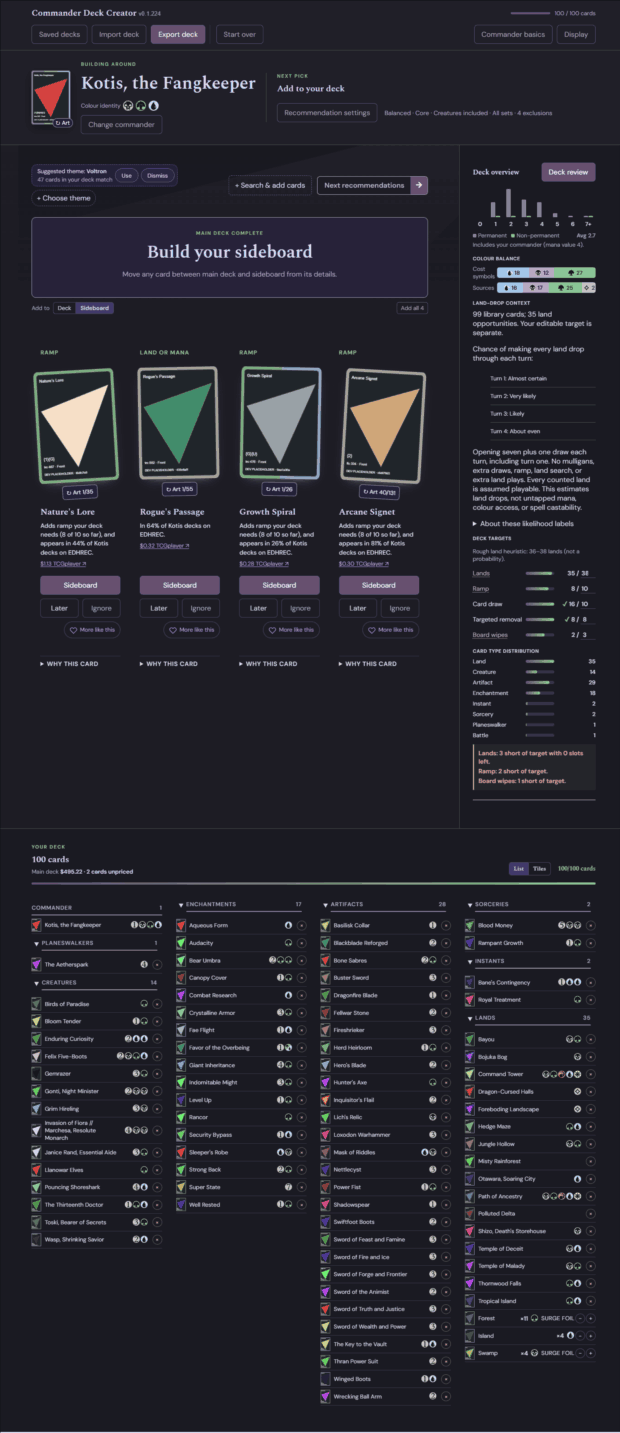 Commander Deck Creator v0 1.224
100 / 100 cards
Saved decks
Import deck
Export deck
Start over
Commander basics
Display
BUILDING AROUND
Kotis, the Fangkeeper
Colour Identity
Change commander
↻ Art
NEXT PICK
Add to your deck
Recommendation settings
Balanced · Core · Creatures included · All sets · 4 exclusions
Suggested theme: Voltron
47 cards in your deck match
Use
Dismiss
+ Choose theme
+ Search & add cards
Next recommendations →
MAIN DECK COMPLETE
Build your sideboard
Move any card between main deck and sideboard from its details.
Add to
Deck
Sideboard
Add all 4
RAMP
Nature's Lore
↻ Art 1/35
Nature's Lore
Adds ramp your deck
needs (8 of 10 so far), and
appears in 44% of Kotis
decks on EDHREC.
$1.13 TCGplayer ↗
Sideboard
Later
Ignore
More like this
▶ WHY THIS CARD
LAND OR MANA
Rogue's Passage
↻ Art 1/55
Rogue's Passage
In 64% of Kotis decks on
EDHREC.
$0.32 TCGplayer ↗
Sideboard
Later
Ignore
More like this
▶ WHY THIS CARD
RAMP
Growth Spiral
↻ Art 1/26
Growth Spiral
Adds ramp your deck
needs (8 of 10 so far), and
appears in 26% of Kotis
decks on EDHREC.
$0.28 TCGplayer ↗
Sideboard
Later
Ignore
More like this
▶ WHY THIS CARD
RAMP
Arcane Signet
↻ Art 40/131
Arcane Signet
Adds ramp your deck
needs (8 of 10 so far), and
appears in 81% of Kotis
decks on EDHREC.
$0.30 TCGplayer ↗
Sideboard
Later
Ignore
More like this
▶ WHY THIS CARD
Deck overview
Deck review
0 1 2 3 4 5 6 7+
Permanent
Non-permanent
Avg 2.7
includes your commander (mana value 4).
COLOUR BALANCE
Cost
symbols
18 12 27
Sources
16 17 25 2
LAND-DROP CONTEXT
99 library cards; 35 land
opportunities. Your editable target is
separate.
Chance of making every land drop
through each turn:
Turn 1: Almost certain
Turn 2: Very likely
Turn 3: Likely
Turn 4: About even
Opening seven plus one draw each
turn, including turn one. No mulligans,
extra draws, ramp, land search, or
extra land plays. Every counted land
is assumed playable. This estimates
land drops, not untapped mana,
colour access, or spell castability.
▶ About these likelihood labels
DECK TARGETS
Rough land heuristic: 36–38 lands (not a
probability).
Lands 35 / 38
Ramp 8 / 10
Card draw ✓ 16 / 10
Targeted removal ✓ 8 / 8
Board wipes 2 / 3
CARD TYPE DISTRIBUTION
Land 35
Creature 14
Artifact 29
Enchantment 18
Instant 2
Sorcery 2
Planeswalker 1
Battle 1
Lands: 3 short of target with 0 slots
left.
Ramp: 2 short of target.
Board wipes: 1 short of target.
YOUR DECK
100 cards
Main deck $495.22 · 2 cards unpriced
List
Tiles
100/100 cards
COMMANDER 1
Kotis, the Fangkeeper
▼ PLANESWALKERS 1
The Aetherspark
▼ CREATURES 14
Birds of Paradise
Bloom Tender
Enduring Curiosity
Felix Five-Boots
Gemrazer
Gonti, Night Minister
Grim Hireling
Invasion of Fiora //
Marchesa, Resolute
Monarch
Janice Rand, Essential Aide
Llanowar Elves
Pouncing Shoreshark
The Thirteenth Doctor
Toski, Bearer of Secrets
Wasp, Shrinking Savior
▼ ENCHANTMENTS 17
Aqueous Form
Audacity
Bear Umbra
Canopy Cover
Combat Research
Crystalline Armor
Fae Flight
Favor of the Overbeing
Giant Inheritance
Indomitable Might
Level Up
Rancor
Security Bypass
Sleeper's Robe
Strong Back
Super State
Well Rested
▼ ARTIFACTS 28
Basilisk Collar
Blackblade Reforged
Bone Sabres
Buster Sword
Dragonfire Blade
Fellwar Stone
Fireshrieker
Herd Heirloom
Hero's Blade
Hunter's Axe
Inquisitor's Flail
Lich's Relic
Loxodon Warhammer
Mask of Riddles
Nettlecyst
Power Fist
Shadowspear
Swiftfoot Boots
Sword of Feast and Famine
Sword of Fire and Ice
Sword of Forge and Frontier
Sword of the Animist
Sword of Truth and Justice
Sword of Wealth and Power
The Key to the Vault
Thran Power Suit
Winged Boots
Wrecking Ball Arm
▼ SORCERIES 2
Blood Money
Rampant Growth
▼ INSTANTS 2
Bane's Contingency
Royal Treatment
▼ LANDS 35
Bayou
Bojuka Bog
Command Tower
Dragon-Cursed Halls
Foreboding Landscape
Hedge Maze
Jungle Hollow
Misty Rainforest
Otawara, Soaring City
Path of Ancestry
Polluted Delta
Shizo, Death's Storehouse
Temple of Deceit
Temple of Malady
Thornwood Falls
Tropical Island
Forest ×11 SURGE FOIL − +
Island ×4 − +
Swamp ×4 SURGE FOIL − +